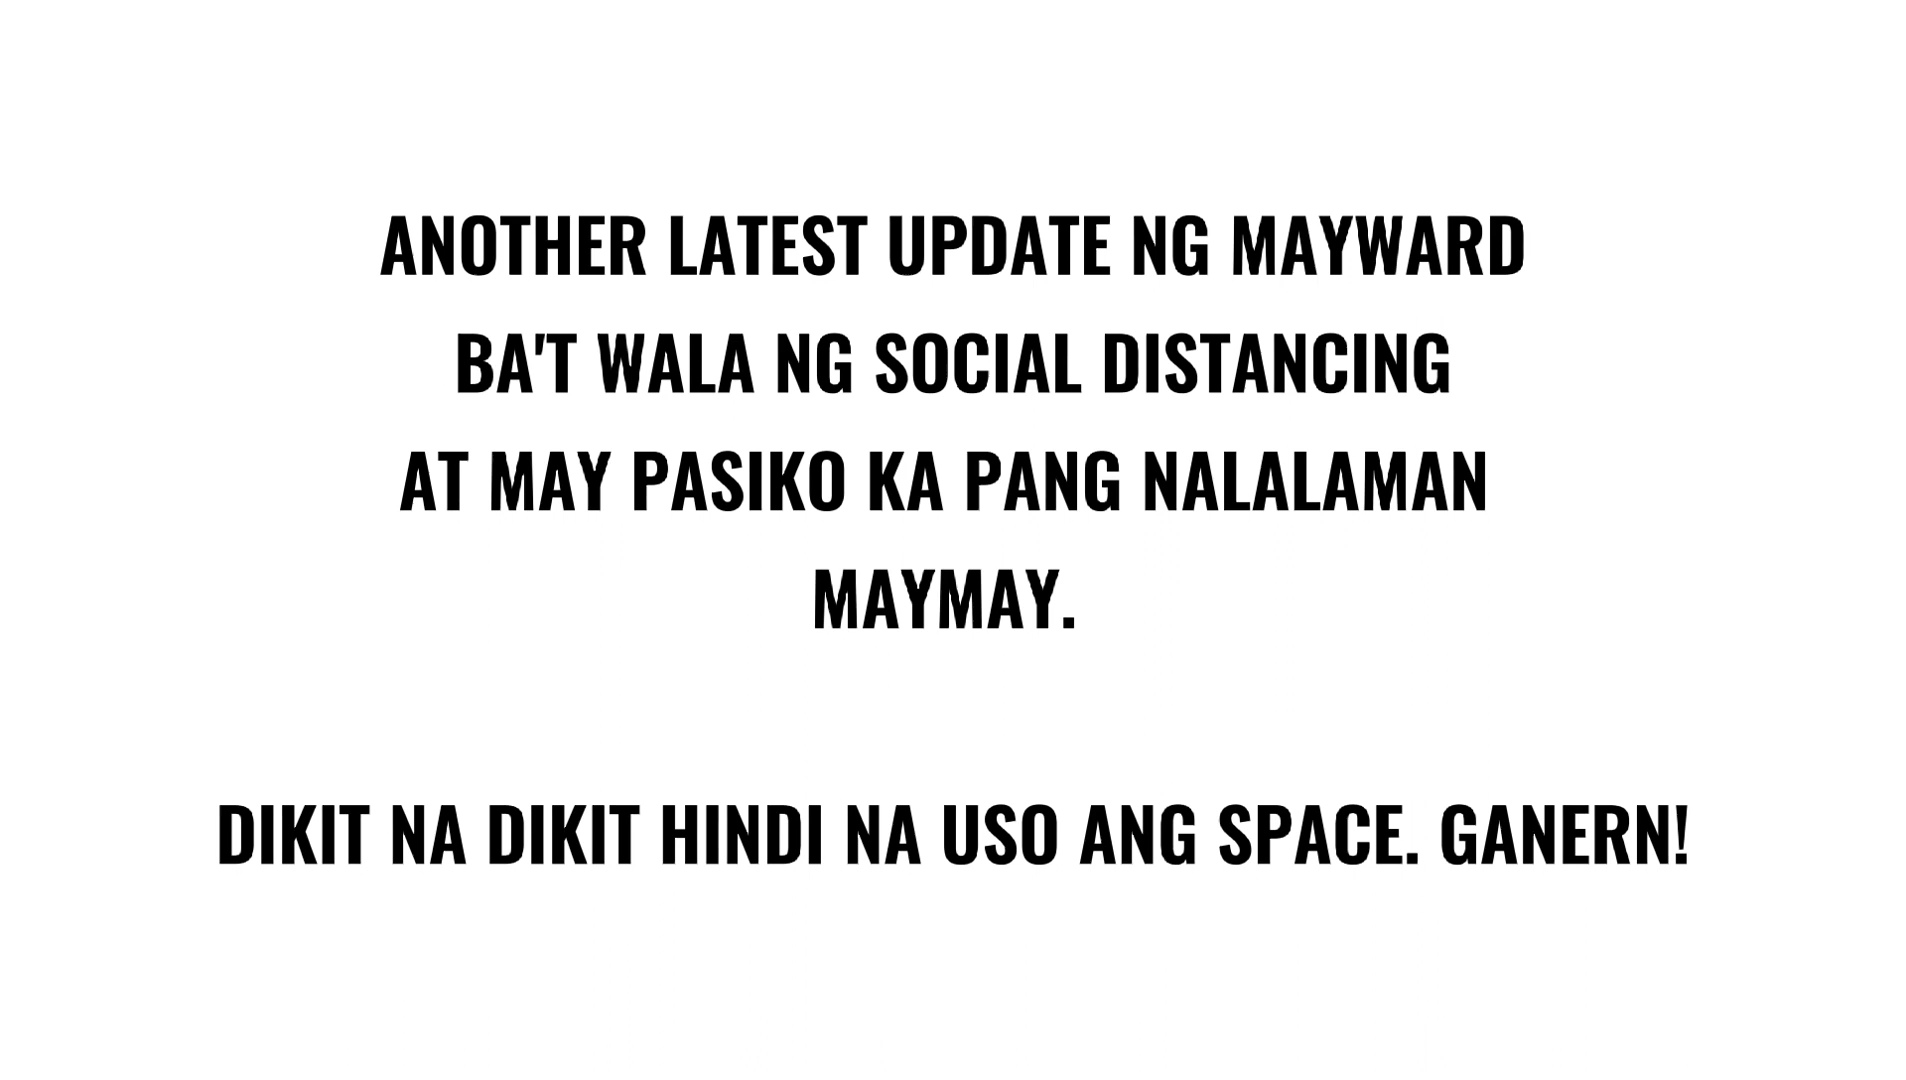 ANOTHER LATEST UPDATE NG MAYWARD
BA'T WALA NG SOCIAL DISTANCING
AT MAY PASIKO KA PANG NALALAMAN
MAYMAY.
DIKIT NA DIKIT HINDI NA USO ANG SPACE. GANERN!